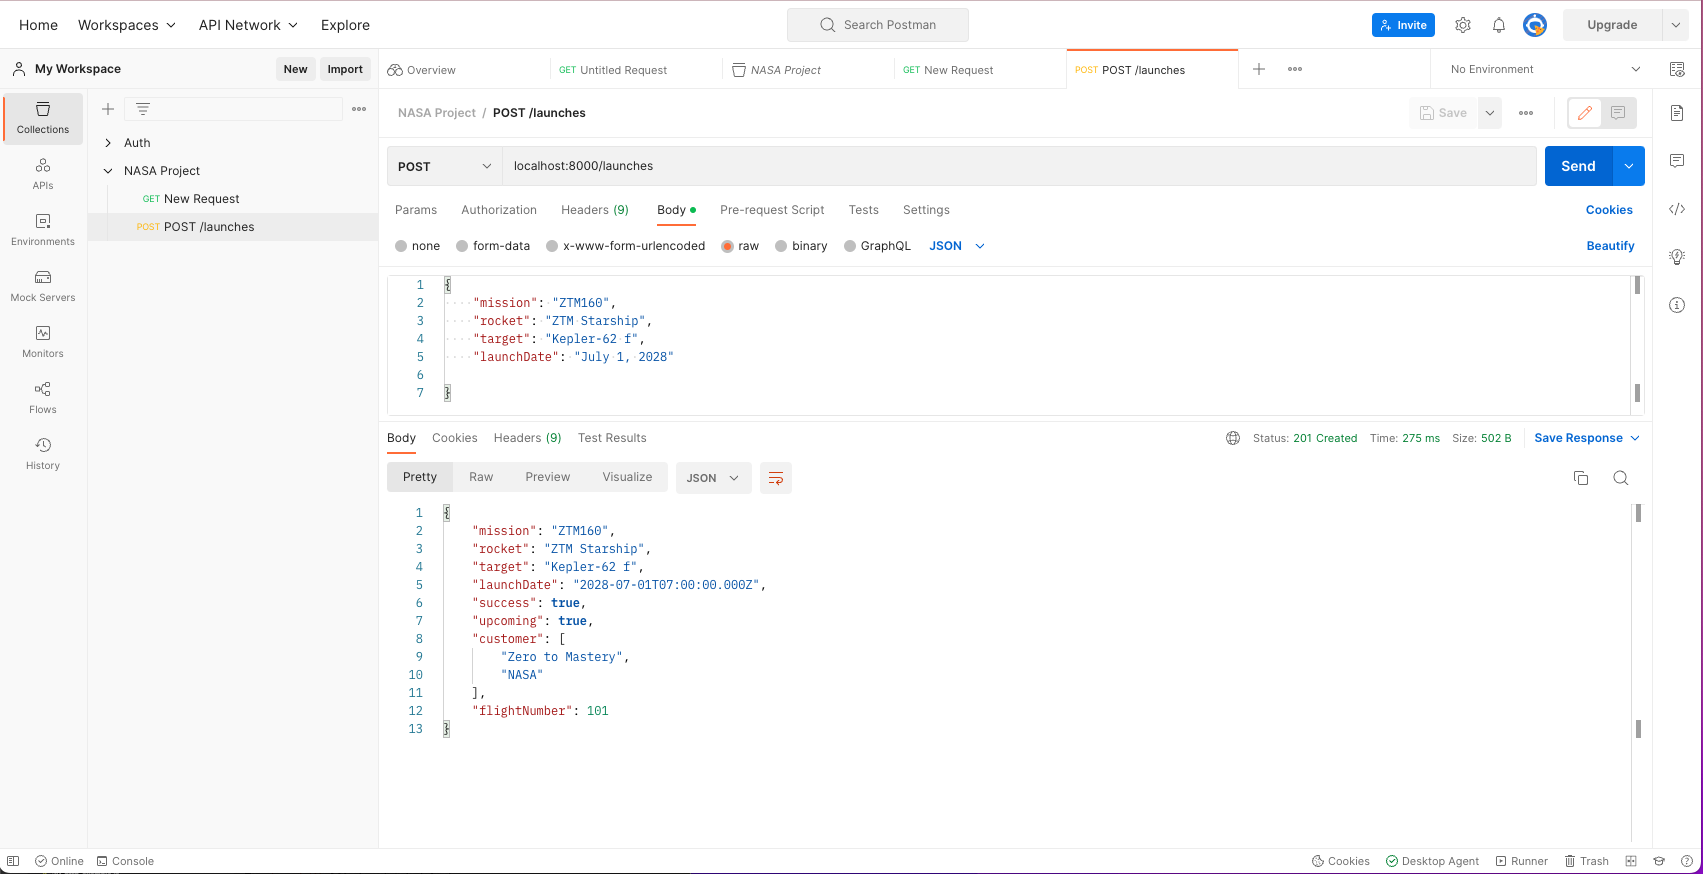 Home Workspaces API Network Explore Search Postman Invite Upgrade
My Workspace New Import Overview GET Untitled Request NASA Project GET New Request POST POST /launches No Environment
Collections
APIs
Environments
Mock Servers
Monitors
Flows
History
Auth
NASA Project
GET New Request
POST POST /launches
NASA Project / POST /launches Save
POST localhost:8000/launches Send
Params Authorization Headers (9) Body Pre-request Script Tests Settings Cookies
none form-data x-www-form-urlencoded raw binary GraphQL JSON Beautify
1 {
2 "mission": "ZTM160",
3 "rocket": "ZTM Starship",
4 "target": "Kepler-62 f",
5 "launchDate": "July 1, 2028"
6
7 }
Body Cookies Headers (9) Test Results Status: 201 Created Time: 275 ms Size: 502 B Save Response
Pretty Raw Preview Visualize JSON
1 {
2 "mission": "ZTM160",
3 "rocket": "ZTM Starship",
4 "target": "Kepler-62 f",
5 "launchDate": "2028-07-01T07:00:00.000Z",
6 "success": true,
7 "upcoming": true,
8 "customer": [
9 "Zero to Mastery",
10 "NASA"
11 ],
12 "flightNumber": 101
13 }
Online Console Cookies Desktop Agent Runner Trash